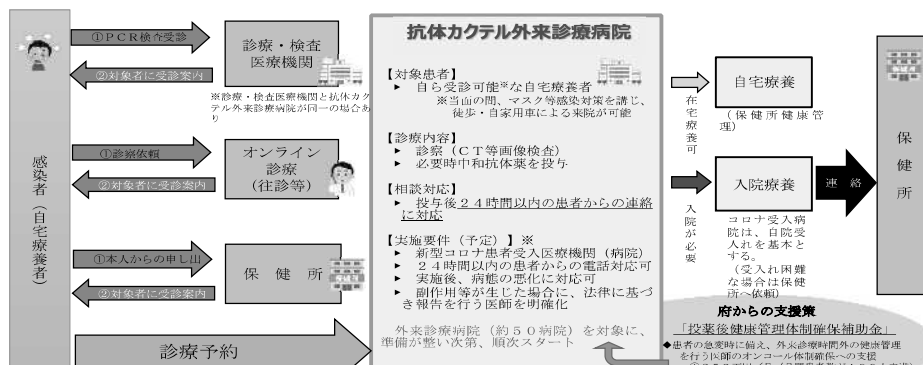 感染者（自宅療養者）
①ＰＣＲ検査受診
②対象者に受診案内
診療・検査
医療機関
※診療・検査医療機関と抗体カク
テル外来診療病院が同一の場合あ
り
①診察依頼
②対象者に受診案内
オンライン
診療
（往診等）
①本人からの申し出
②対象者に受診案内
保健所
診療予約
抗体カクテル外来診療病院
【対象患者】
▶ 自ら受診可能※な自宅療養者
※当面の間、マスク等感染対策を講じ、
徒歩・自家用車による来院が可能
【診療内容】
▶ 診察（ＣＴ等画像検査）
▶ 必要時中和抗体薬を投与
【相談対応】
▶ 投与後２４時間以内の患者からの連絡
に対応
【実施要件（予定）】※
▶ 新型コロナ患者受入医療機関（病院）
▶ ２４時間以内の患者からの電話対応可
▶ 実施後、病態の悪化に対応可
▶ 副作用等が生じた場合に、法律に基づ
き報告を行う医師を明確化
外来診療病院（約５０病院）を対象に、
準備が整い次第、順次スタート
在宅療養可
自宅療養
（保健所健康管
理）
入院が必要
入院療養
コロナ受入病
院は、自院受
入れを基本と
する。
（受入れ困難
な場合は保健
所へ依頼）
連絡
保健所
府からの支援策
「投薬後健康管理体制確保補助金」
◆患者の急変時に備え、外来診療時間外の健康管理
を行う医師のオンコール体制確保への支援